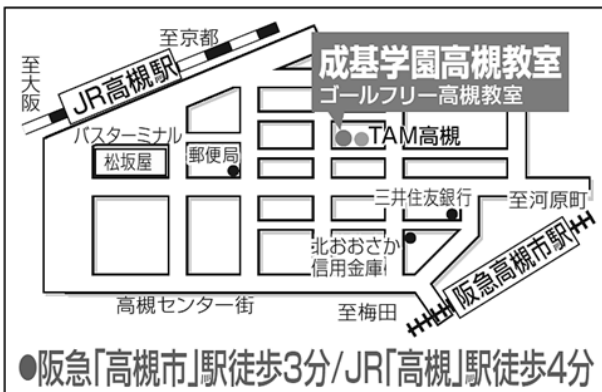 至京都
至大阪
JR高槻駅
成基学園高槻教室
ゴールフリー高槻教室
バスターミナル
松坂屋
郵便局
TAM高槻
三井住友銀行
至河原町
北おおさか
信用金庫
阪急高槻市駅
高槻センター街
至梅田
●阪急「高槻市」駅徒歩3分/JR「高槻」駅徒歩4分